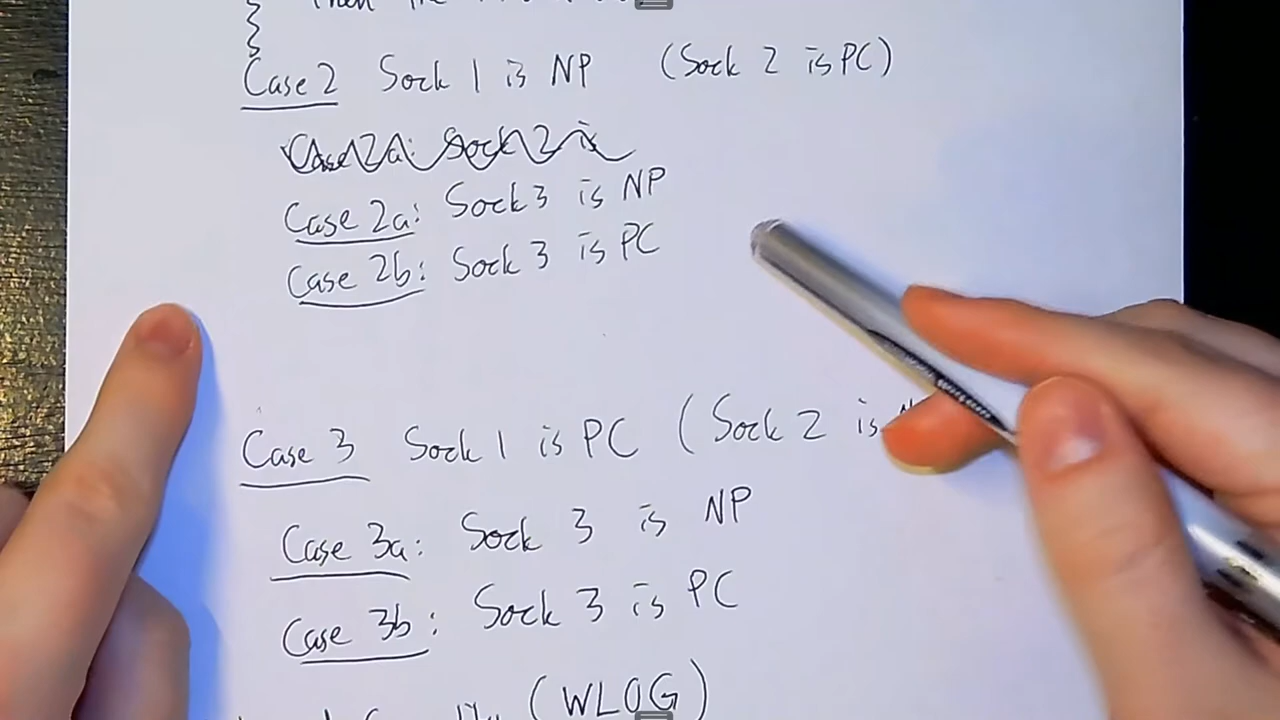 Then the
Case 2 Sock 1 is NP (Sock 2 is PC)
Case 2a: Sock 2 is
Case 2a: Sock 3 is NP
Case 2b: Sock 3 is PC
Case 3 Sock 1 is PC (Sock 2 is
Case 3a: Sock 3 is NP
Case 3b: Sock 3 is PC
(WLOG)